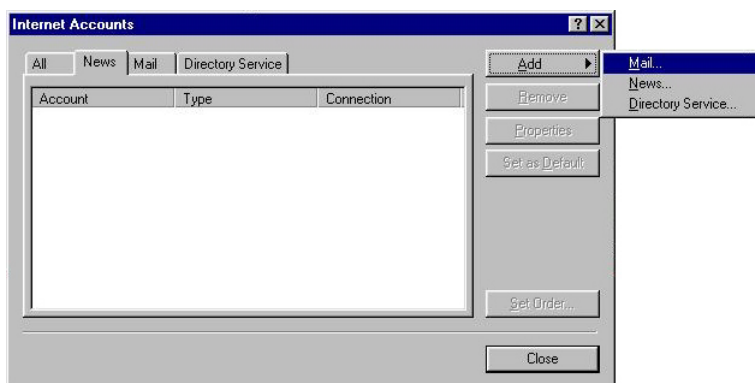 Internet Accounts
All News Mail Directory Service
Account Type Connection
Add
Remove
Properties
Set as Default
Set Order...
Close
Mail...
News...
Directory Service...